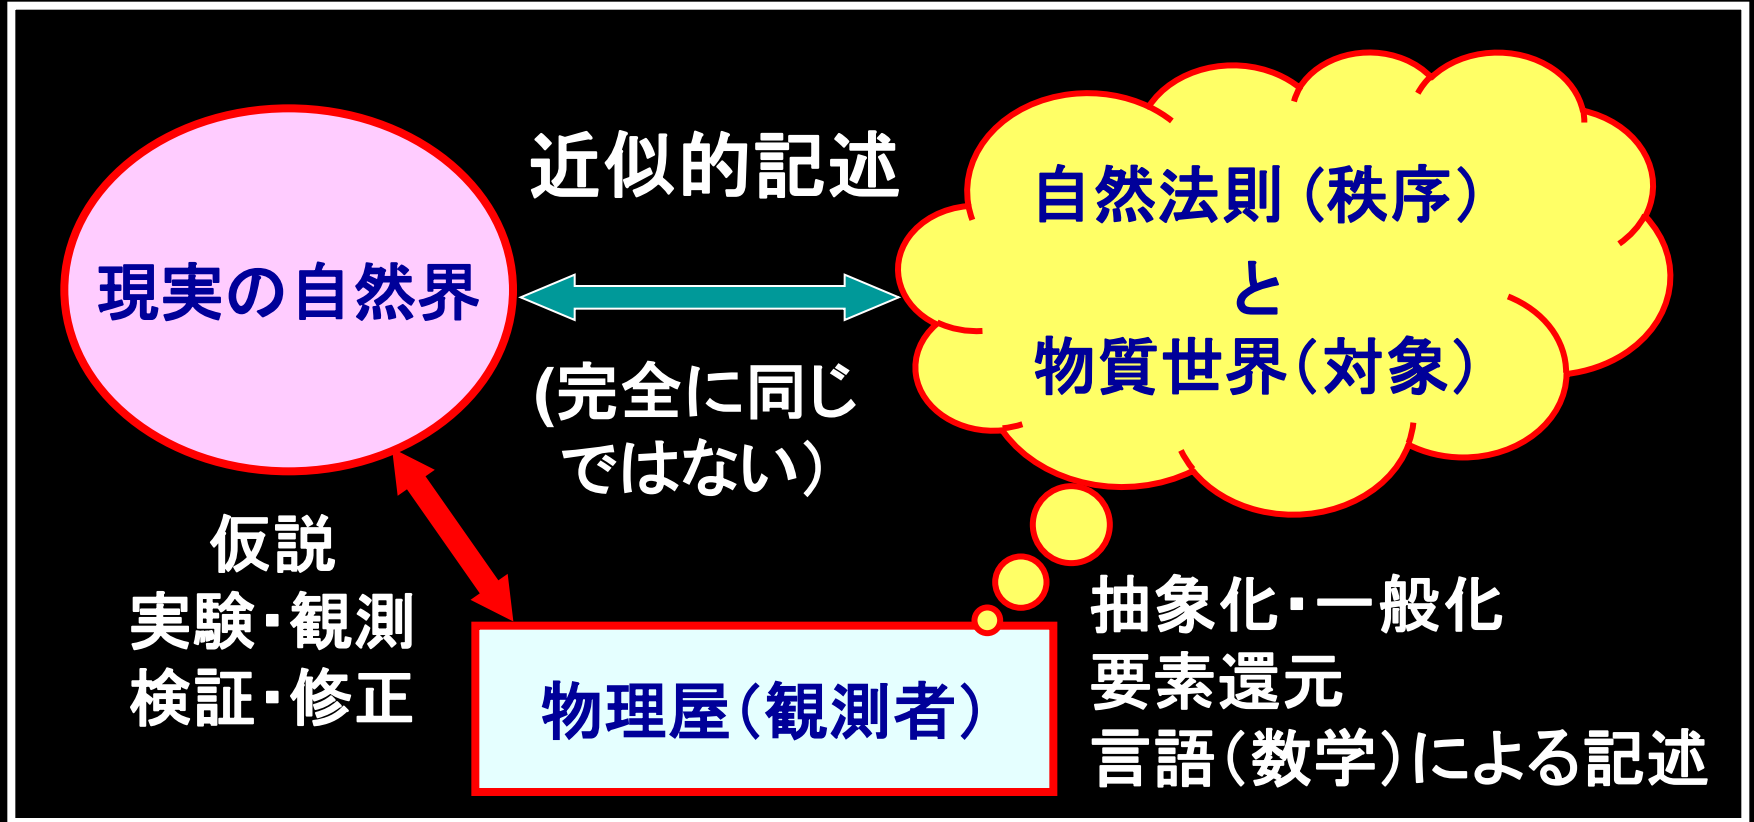 近似的記述
現実の自然界
(完全に同じ
ではない）
自然法則（秩序）
と
物質世界（対象）
仮説
実験・観測
検証・修正
物理屋（観測者）
抽象化・一般化
要素還元
言語（数学）による記述